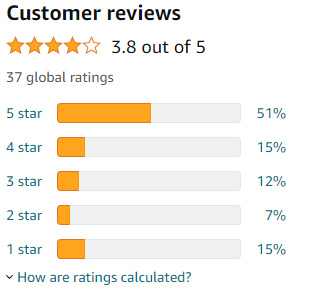 Customer reviews
3.8 out of 5
37 global ratings
5 star 51%
4 star 15%
3 star 12%
2 star 7%
1 star 15%
How are ratings calculated?